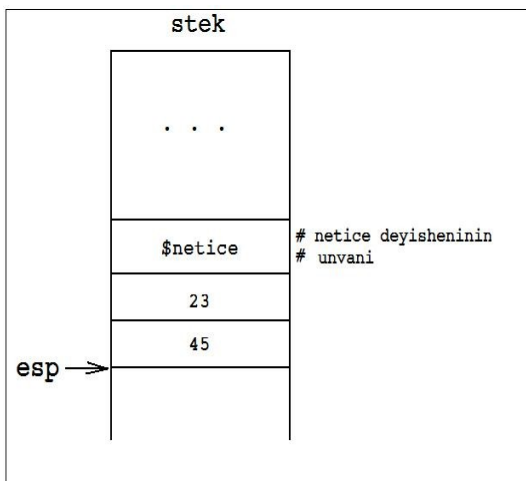 stek
. . .
$netice
# netice deyisheninin
# unvani
23
45
esp